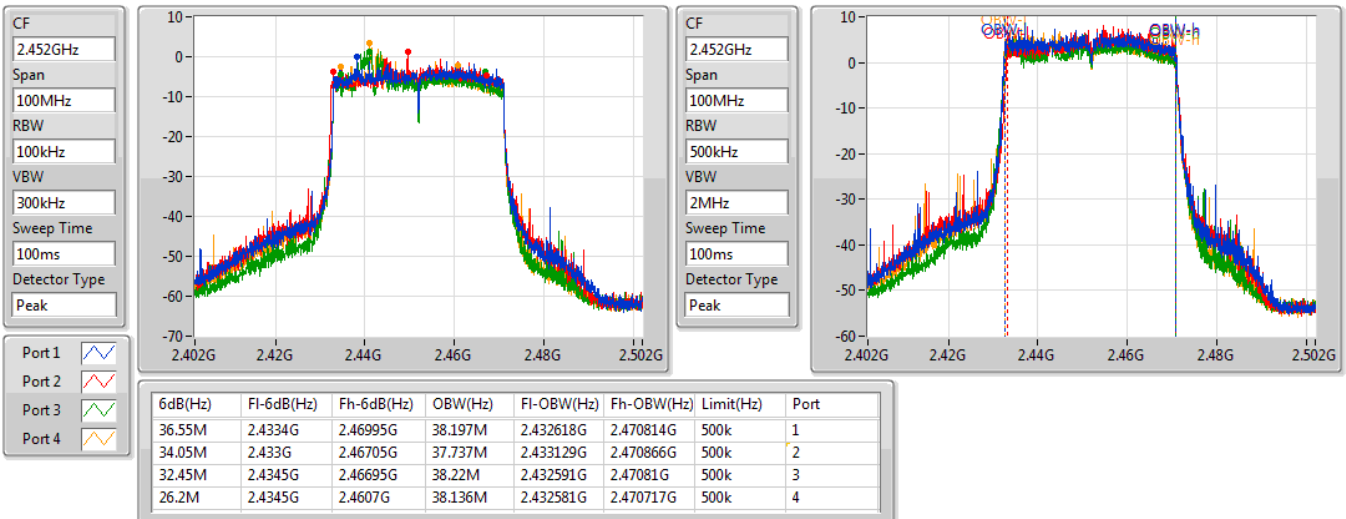 CF
2.452GHz
Span
100MHz
RBW
100kHz
VBW
300kHz
Sweep Time
100ms
Detector Type
Peak
Port 1
Port 2
Port 3
Port 4
10
0
-10
-20
-30
-40
-50
-60
-70
2.402G 2.42G 2.44G 2.46G 2.48G 2.502G
CF
2.452GHz
Span
100MHz
RBW
500kHz
VBW
2MHz
Sweep Time
100ms
Detector Type
Peak
10
0
-10
-20
-30
-40
-50
-60
OBW-l
OBW-h
2.402G 2.42G 2.44G 2.46G 2.48G 2.502G
6dB(Hz) Fl-6dB(Hz) Fh-6dB(Hz) OBW(Hz) Fl-OBW(Hz) Fh-OBW(Hz) Limit(Hz) Port
36.55M 2.4334G 2.46995G 38.197M 2.432618G 2.470814G 500k 1
34.05M 2.433G 2.46705G 37.737M 2.433129G 2.470866G 500k 2
32.45M 2.4345G 2.46695G 38.22M 2.432591G 2.47081G 500k 3
26.2M 2.4345G 2.4607G 38.136M 2.432581G 2.470717G 500k 4